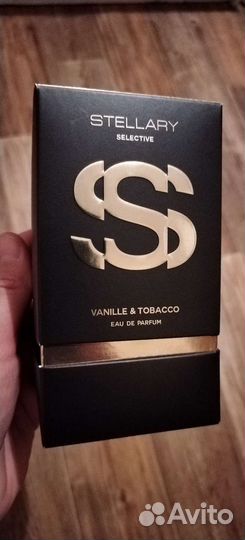 STELLARY
SELECTIVE
S
VANILLE & TOBACCO
EAU DE PARFUM
Avito